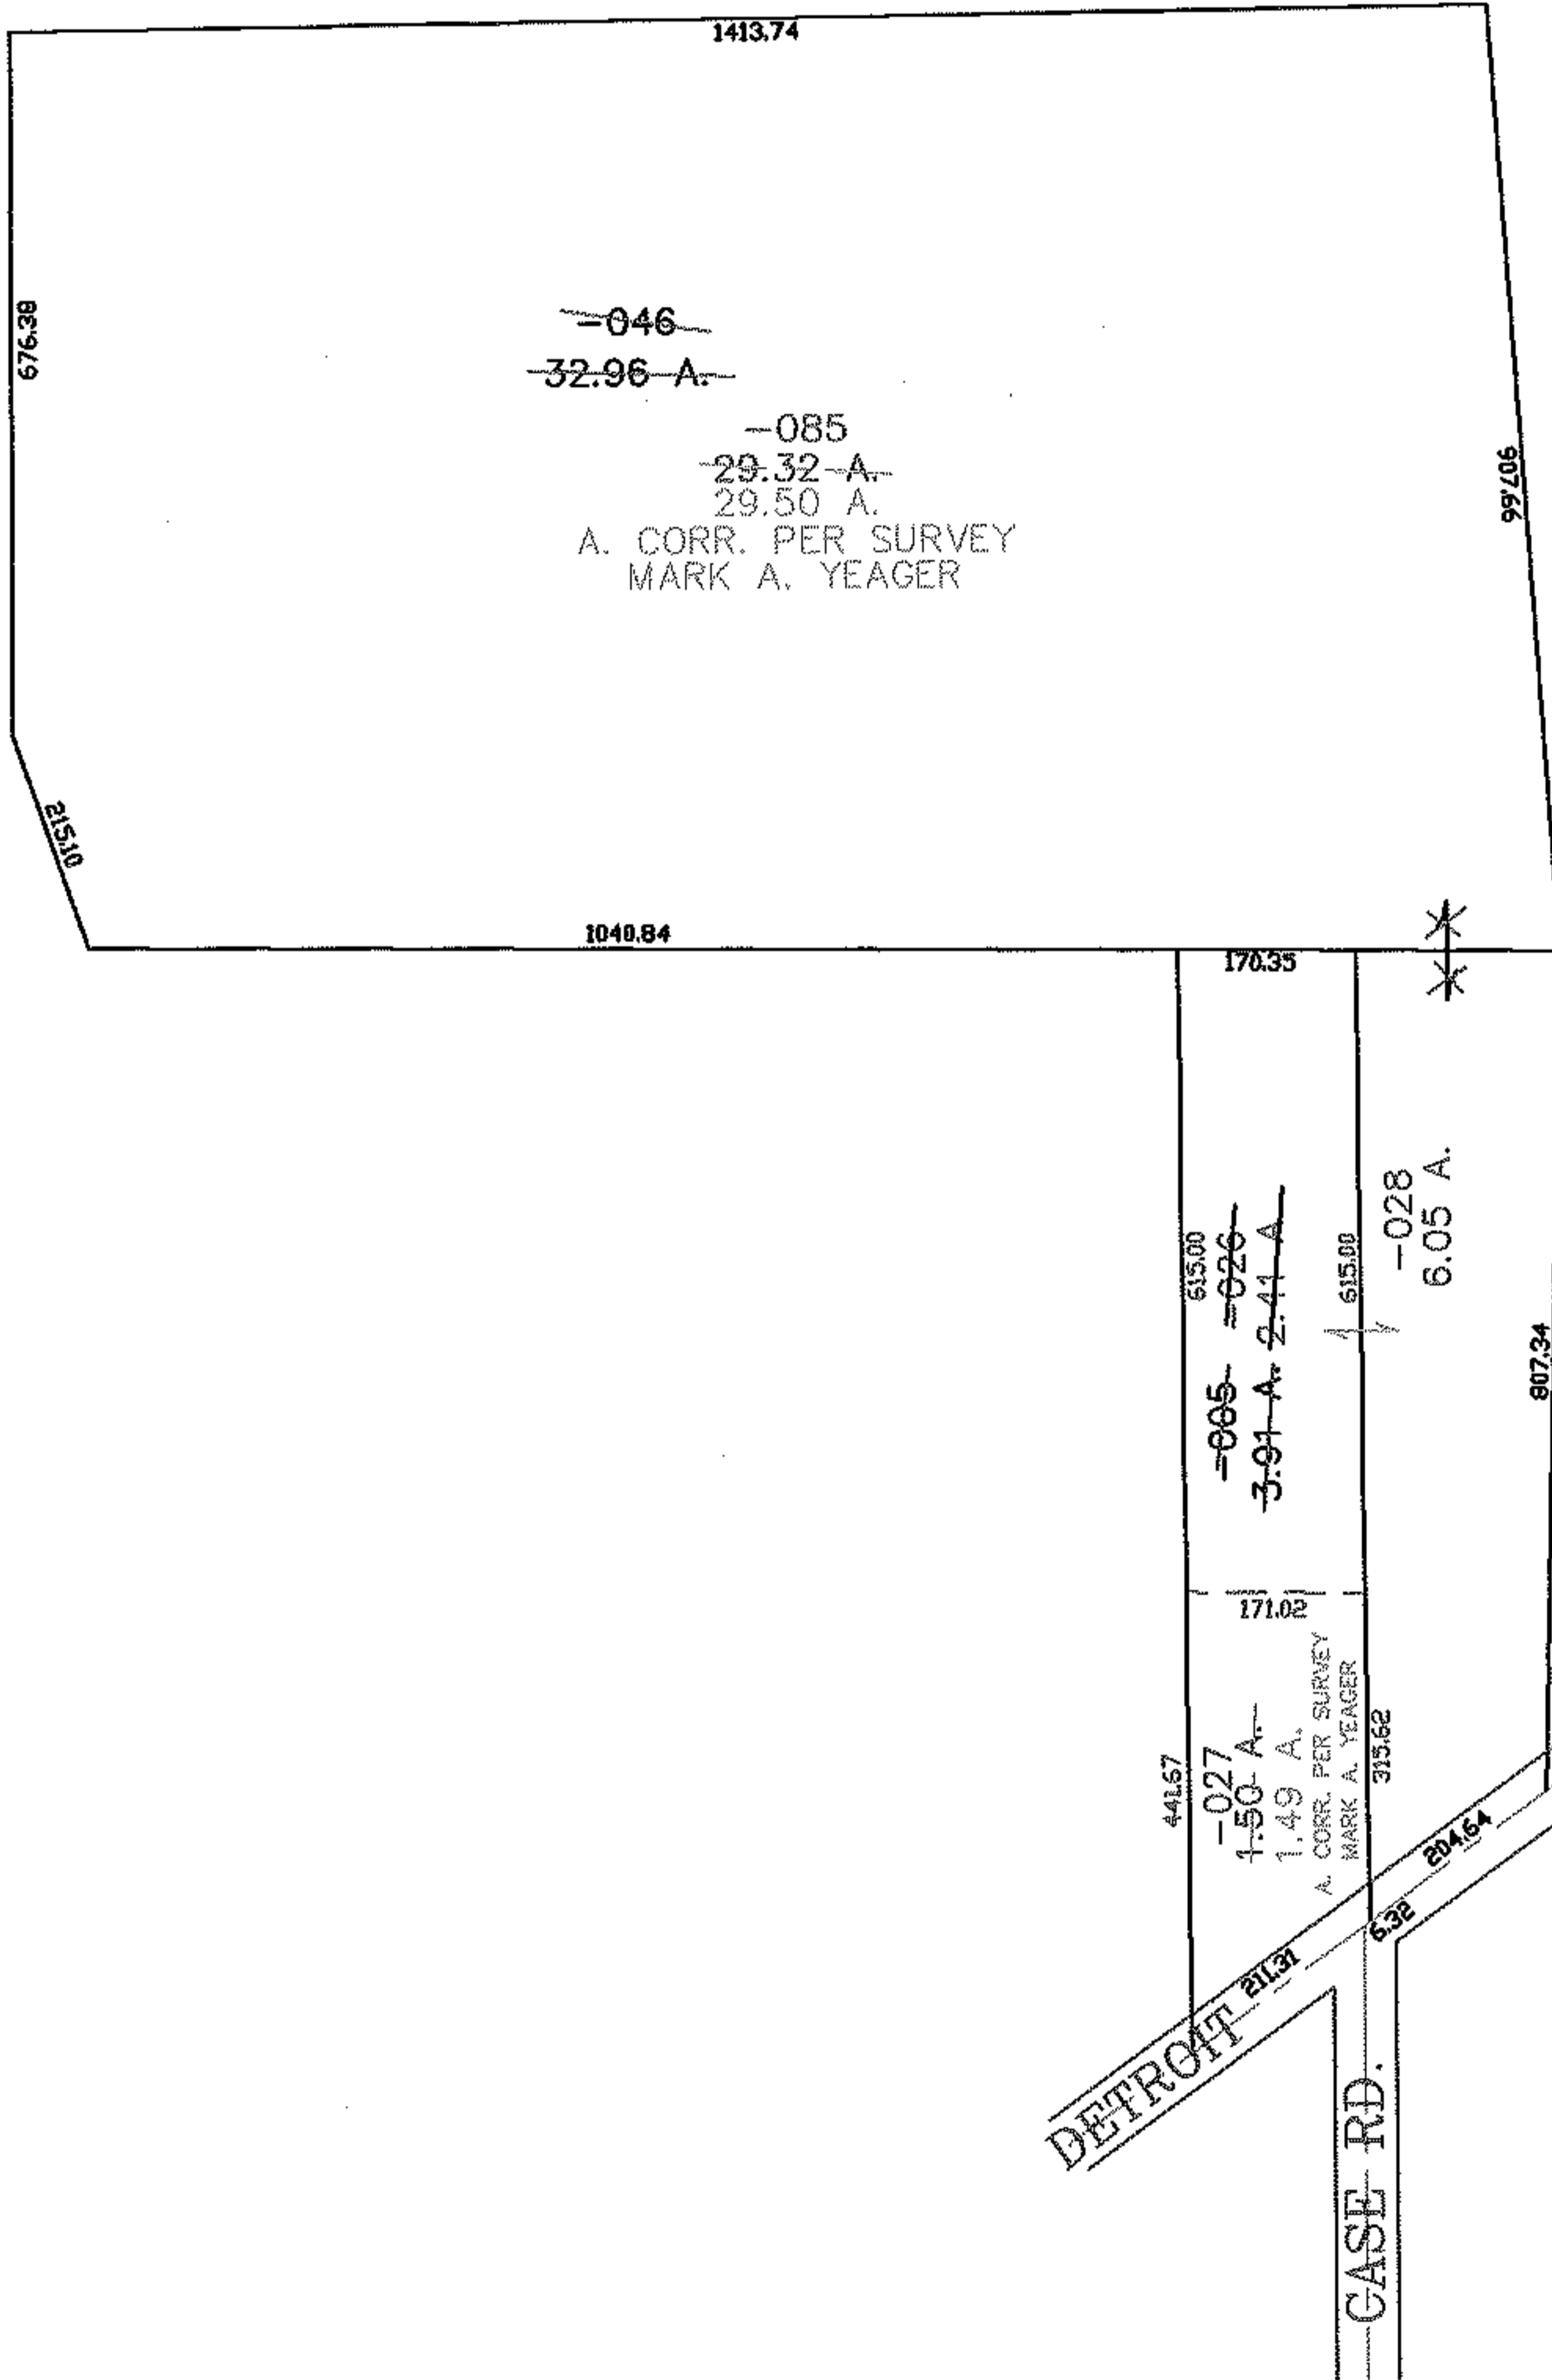 1413.74
676.38
-046
32.96 A.
-085
29.32 A.
29.50 A.
A. CORR. PER SURVEY
MARK A. YEAGER
907.66
215.10
1040.84
170.35
615.00
-005 -026
3.91 A. 2.41 A
615.00
-028
6.05 A.
807.34
171.02
441.67
-027
1.50 A.
1.49 A.
A. CORR. PER SURVEY
MARK A. YEAGER
315.62
204.64
6.32
211.31
DETROIT
CASE RD.